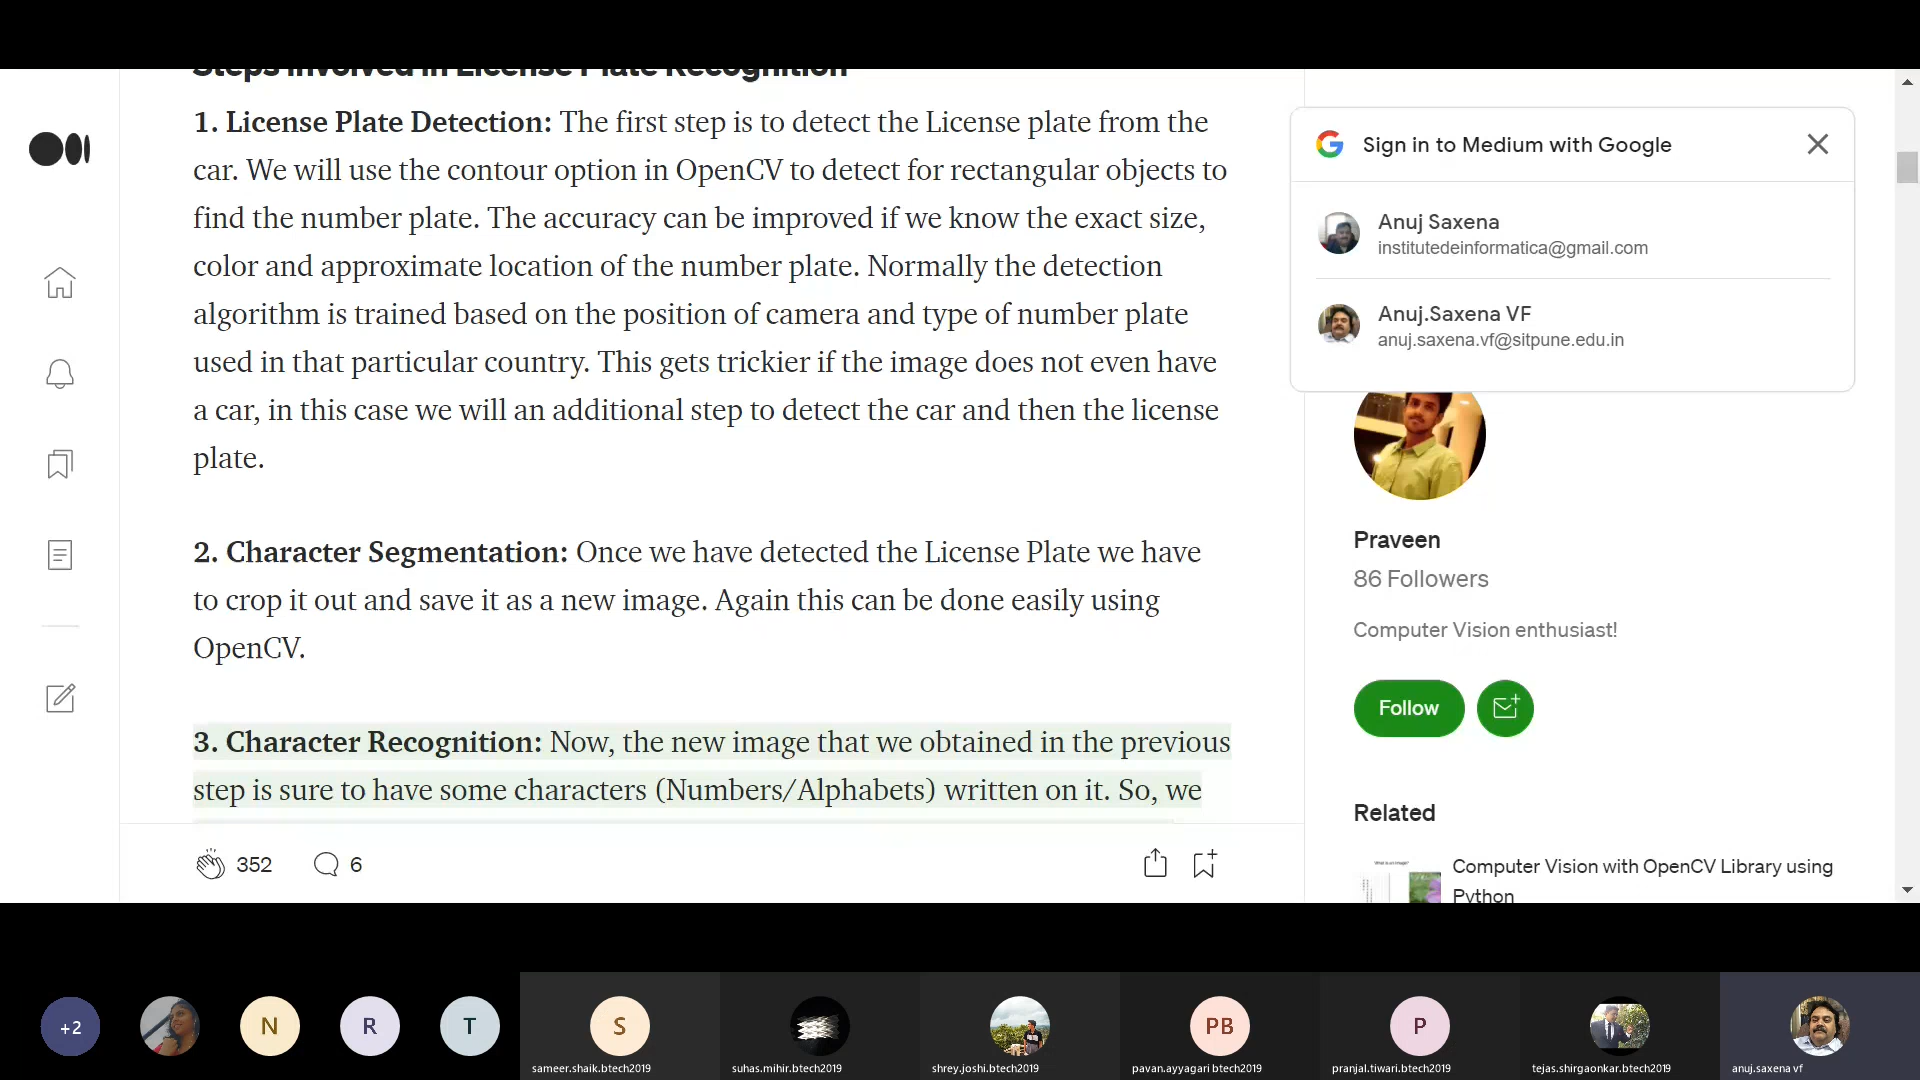 Steps Involved in License Plate Recognition
1. License Plate Detection: The first step is to detect the License plate from the
car. We will use the contour option in OpenCV to detect for rectangular objects to
find the number plate. The accuracy can be improved if we know the exact size,
color and approximate location of the number plate. Normally the detection
algorithm is trained based on the position of camera and type of number plate
used in that particular country. This gets trickier if the image does not even have
a car, in this case we will an additional step to detect the car and then the license
plate.
2. Character Segmentation: Once we have detected the License Plate we have
to crop it out and save it as a new image. Again this can be done easily using
OpenCV.
3. Character Recognition: Now, the new image that we obtained in the previous
step is sure to have some characters (Numbers/Alphabets) written on it. So, we
352
6
Sign in to Medium with Google
Anuj Saxena
institutedeinformatica@gmail.com
Anuj.Saxena VF
anuj.saxena.vf@sitpune.edu.in
Praveen
86 Followers
Computer Vision enthusiast!
Follow
Related
Computer Vision with OpenCV Library using
Python
+2
N
R
T
S
PB
P
sameer.shaik.btech2019
suhas.mihir.btech2019
shrey.joshi.btech2019
pavan.ayyagari btech2019
pranjal.tiwari.btech2019
tejas.shirgaonkar.btech2019
anuj.saxena vf